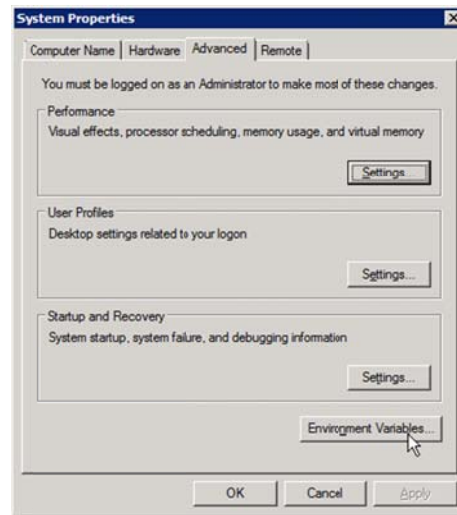 System Properties
Computer Name Hardware Advanced Remote
You must be logged on as an Administrator to make most of these changes.
Performance
Visual effects, processor scheduling, memory usage, and virtual memory
Settings...
User Profiles
Desktop settings related to your logon
Settings...
Startup and Recovery
System startup, system failure, and debugging information
Settings...
Environment Variables...
OK Cancel Apply